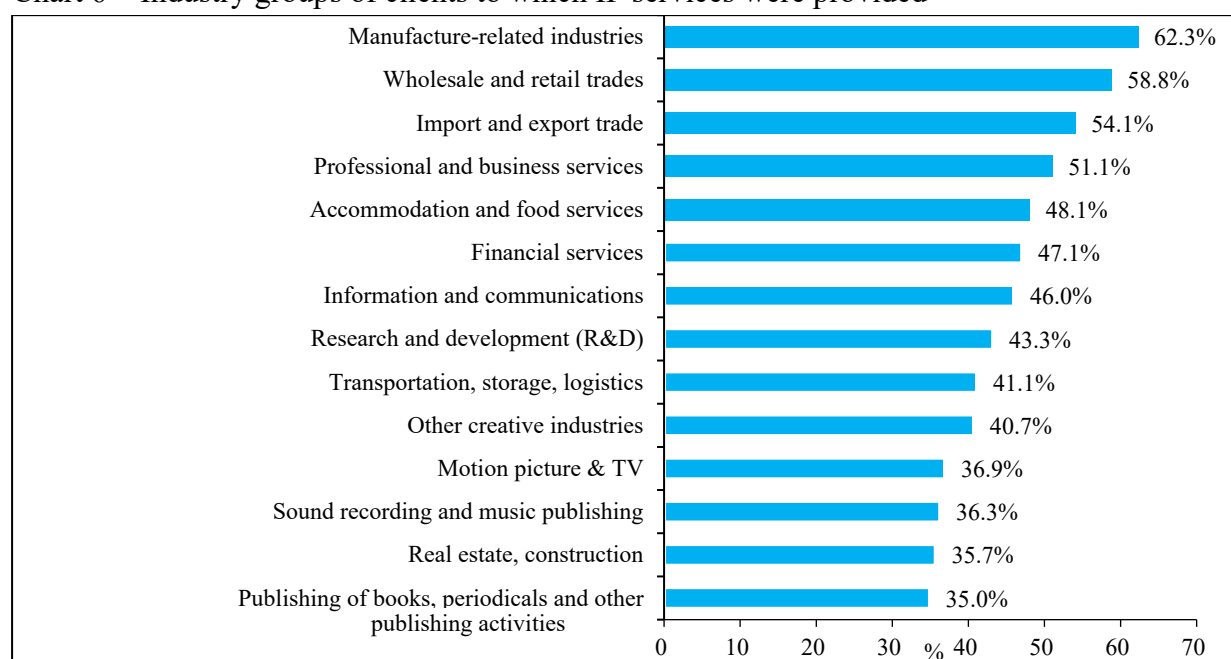 Manufacture-related industries 62.3%
Wholesale and retail trades 58.8%
Import and export trade 54.1%
Professional and business services 51.1%
Accommodation and food services 48.1%
Financial services 47.1%
Information and communications 46.0%
Research and development (R&D) 43.3%
Transportation, storage, logistics 41.1%
Other creative industries 40.7%
Motion picture & TV 36.9%
Sound recording and music publishing 36.3%
Real estate, construction 35.7%
Publishing of books, periodicals and other
publishing activities 35.0%
0 10 20 30 % 40 50 60 70